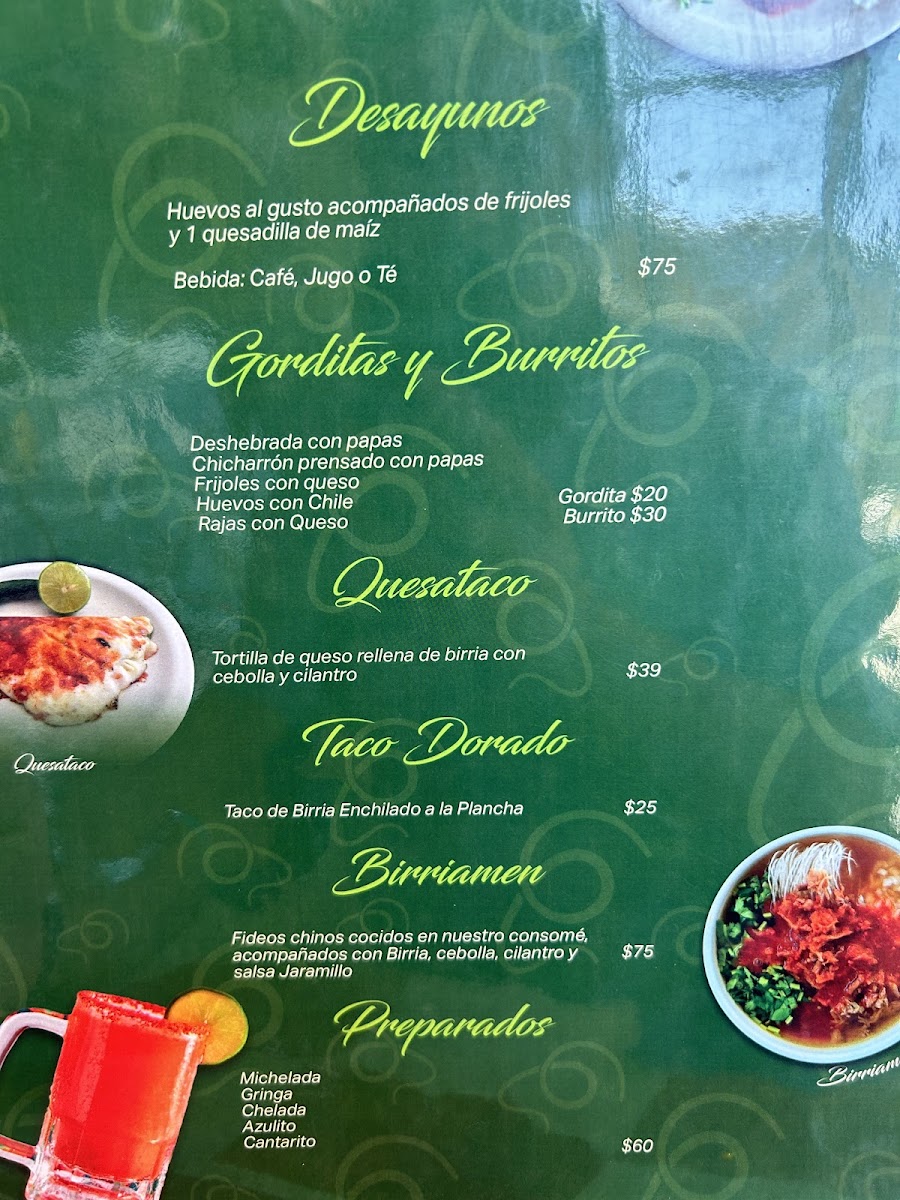 Desayunos
Huevos al gusto acompañados de frijoles
y 1 quesadilla de maíz
Bebida: Café, Jugo o Té
$75
Gorditas y Burritos
Deshebrada con papas
Chicharrón prensado con papas
Frijoles con queso
Huevos con Chile
Rajas con Queso
Gordita $20
Burrito $30
Quesataco
Tortilla de queso rellena de birria con
cebolla y cilantro
$39
Quesataco
Taco Dorado
Taco de Birria Enchilado a la Plancha
$25
Birriamen
Fideos chinos cocidos en nuestro consomé,
acompañados con Birria, cebolla, cilantro y
salsa Jaramillo
$75
Birriam
Preparados
Michelada
Gringa
Chelada
Azulito
Cantarito
$60